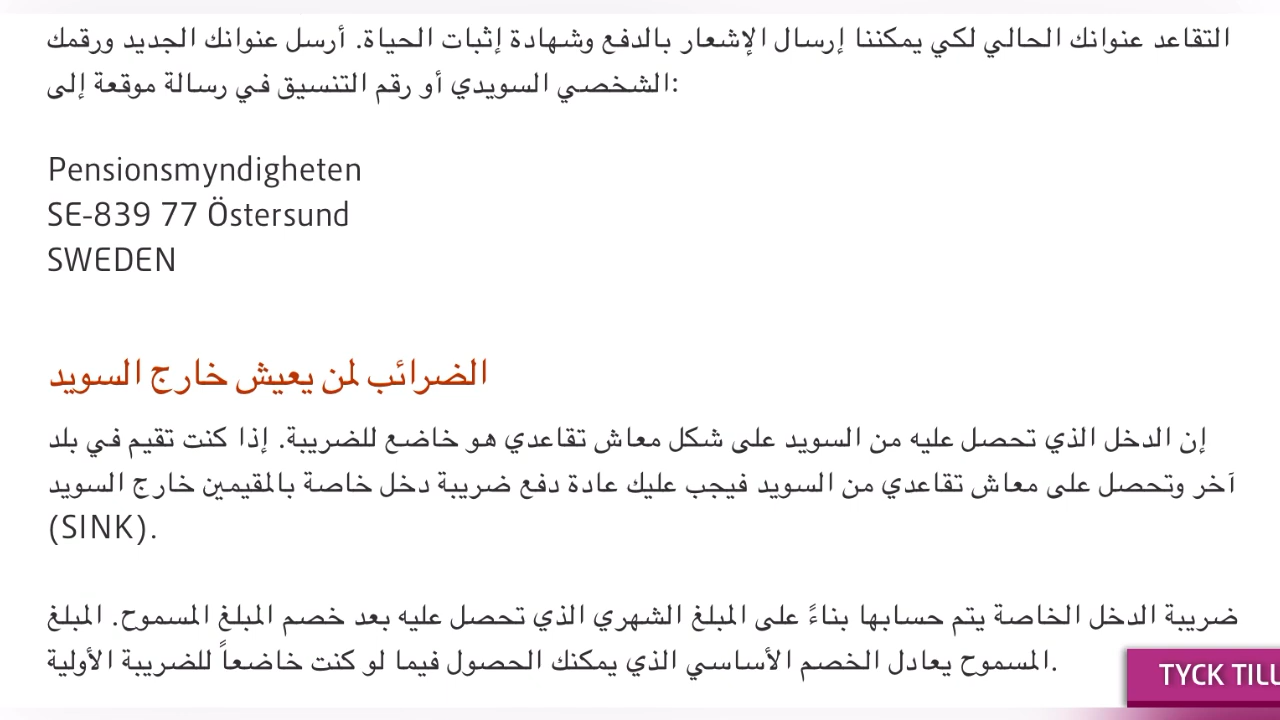 التقاعد عنوانك الحالي لكي يمكننا إرسال الإشعار بالدفع وشهادة إثبات الحياة. أرسل عنوانك الجديد ورقمك
الشخصي السويدي أو رقم التنسيق في رسالة موقعة إلى:
Pensionsmyndigheten
SE-839 77 Östersund
SWEDEN
الضرائب لمن يعيش خارج السويد
إن الدخل الذي تحصل عليه من السويد على شكل معاش تقاعدي هو خاضع للضريبة. إذا كنت تقيم في بلد
آخر وتحصل على معاش تقاعدي من السويد فيجب عليك عادة دفع ضريبة دخل خاصة بالمقيمين خارج السويد
(SINK).
ضريبة الدخل الخاصة يتم حسابها بناءً على المبلغ الشهري الذي تحصل عليه بعد خصم المبلغ المسموح. المبلغ
المسموح يعادل الخصم الأساسي الذي يمكنك الحصول فيما لو كنت خاضعاً للضريبة الأولية.
TYCK TILL